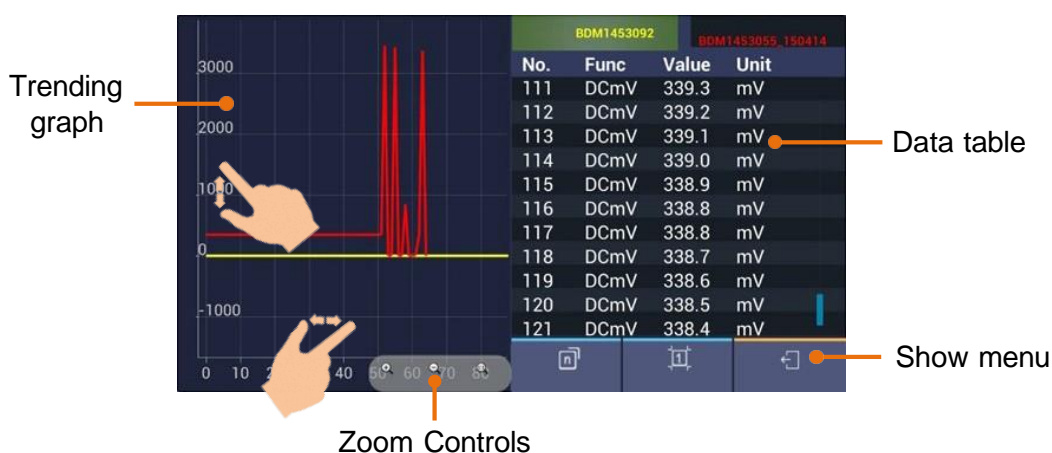 Trending
graph
3000
2000
1000
0
-1000
0 10 40 50 60 70 80
BDM1453092
BDM1453055_150414
No. Func Value Unit
111 DCmV 339.3 mV
112 DCmV 339.2 mV
113 DCmV 339.1 mV
114 DCmV 339.0 mV
115 DCmV 338.9 mV
116 DCmV 338.8 mV
117 DCmV 338.8 mV
118 DCmV 338.7 mV
119 DCmV 338.6 mV
120 DCmV 338.5 mV
121 DCmV 338.4 mV
n
1
Data table
Show menu
Zoom Controls